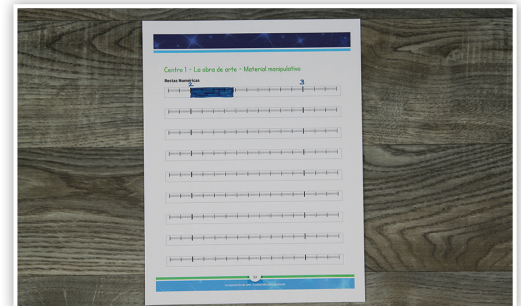 Centro 1 - La obra de arte - Material manipulativo
Rectas Numéricas
2 3